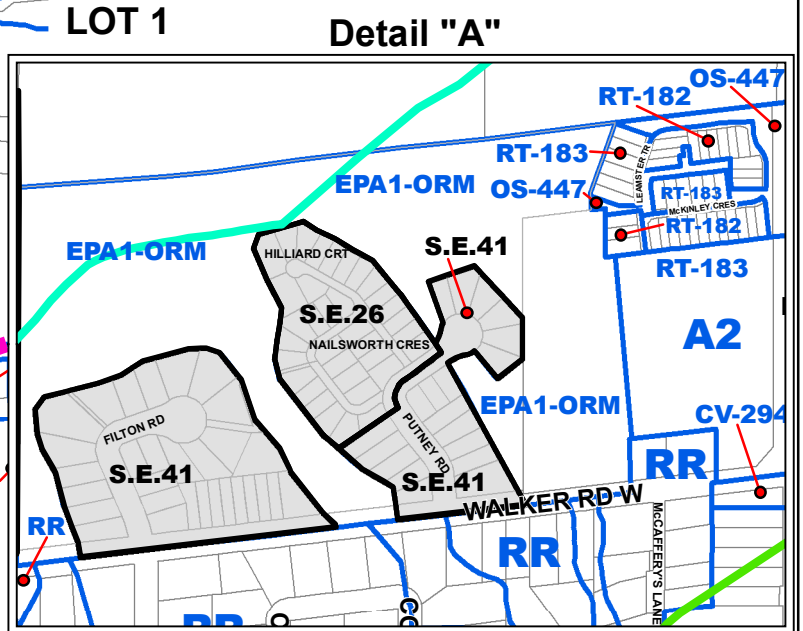 LOT 1
Detail "A"
OS-447
RT-182
RT-183
LEAMSTER TR
EPA1-ORM
OS-447
RT-183
McKINLEY CRES
RT-182
EPA1-ORM
HILLIARD CRT
S.E.41
RT-183
S.E.26
NAILSWORTH CRES
A2
EPA1-ORM
CV-294
FILTON RD
PUTNEY RD
S.E.41
S.E.41
RR
WALKER RD W
RR
RR
McCAFFERY'S LANE
RR